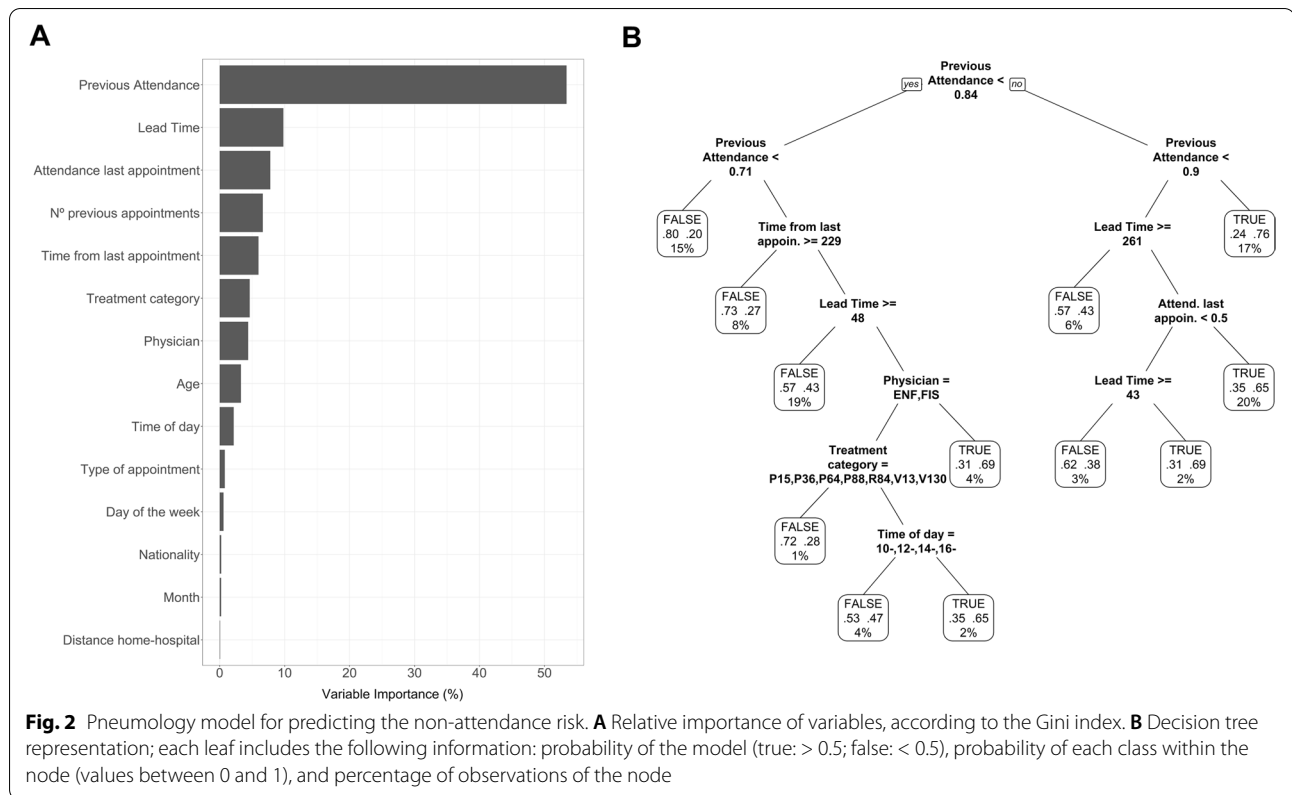 A
Previous Attendance
Lead Time
Attendance last appointment
Nº previous appointments
Time from last appointment
Treatment category
Physician
Age
Time of day
Type of appointment
Day of the week
Nationality
Month
Distance home-hospital
0 10 20 30 40 50
Variable Importance (%)
B
Previous
Attendance <
0.84
yes
no
Previous
Attendance <
0.71
Previous
Attendance <
0.9
FALSE
.80 .20
15%
Time from last
appoin. >= 229
Lead Time >=
261
TRUE
.24 .76
17%
FALSE
.73 .27
8%
Lead Time >=
48
FALSE
.57 .43
6%
Attend. last
appoin. < 0.5
FALSE
.57 .43
19%
Physician =
ENF,FIS
Lead Time >=
43
TRUE
.35 .65
20%
Treatment
category =
P15,P36,P64,P88,R84,V13,V130
TRUE
.31 .69
4%
FALSE
.62 .38
3%
TRUE
.31 .69
2%
FALSE
.72 .28
1%
Time of day =
10-,12-,14-,16-
FALSE
.53 .47
4%
TRUE
.35 .65
2%
Fig. 2 Pneumology model for predicting the non-attendance risk. A Relative importance of variables, according to the Gini index. B Decision tree
representation; each leaf includes the following information: probability of the model (true: > 0.5; false: < 0.5), probability of each class within the
node (values between 0 and 1), and percentage of observations of the node